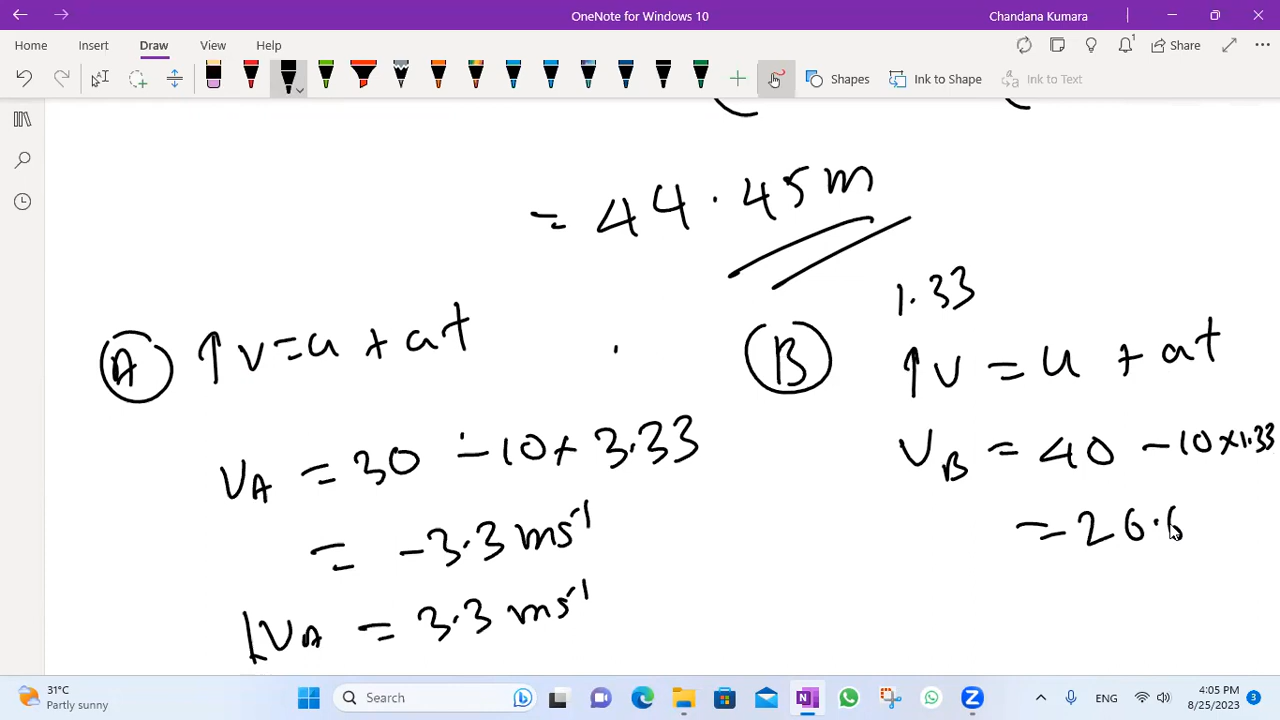 OneNote for Windows 10
Chandana Kumara
Home Insert Draw View Help
Share
Shapes Ink to Shape Ink to Text
= 44.45m
1.33
A ↑ v = u + at
B ↑ v = u + at
VA = 30 - 10 × 3.33
VB = 40 - 10 × 1.33
= -3.3 ms⁻¹
= 26.6
↓VA = 3.3 ms⁻¹
31°C
Partly sunny
Search
ENG
4:05 PM
8/25/2023
3